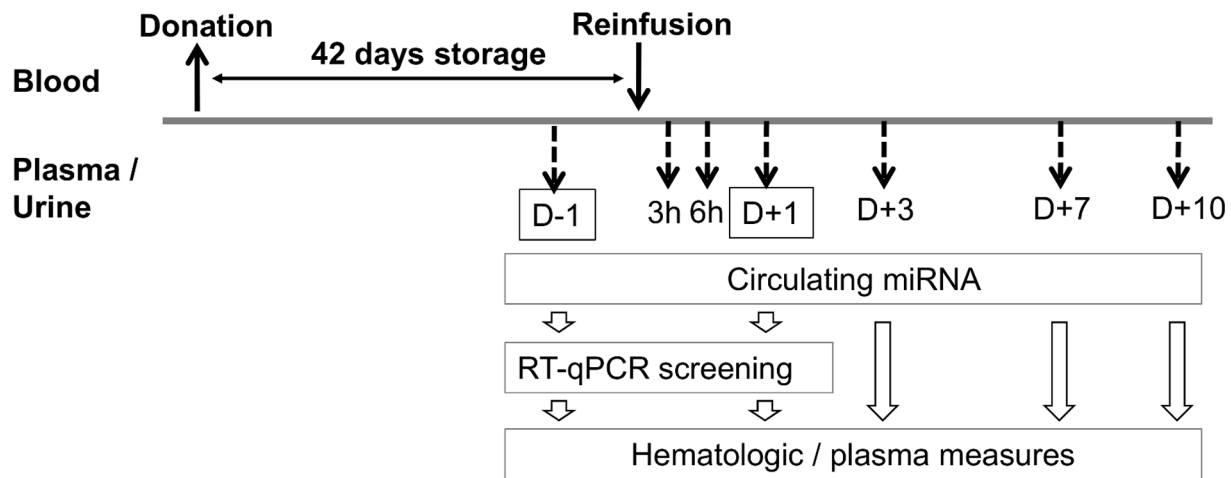 Donation
Reinfusion
42 days storage
Blood
Plasma /
Urine
D-1
3h
6h
D+1
D+3
D+7
D+10
Circulating miRNA
RT-qPCR screening
Hematologic / plasma measures